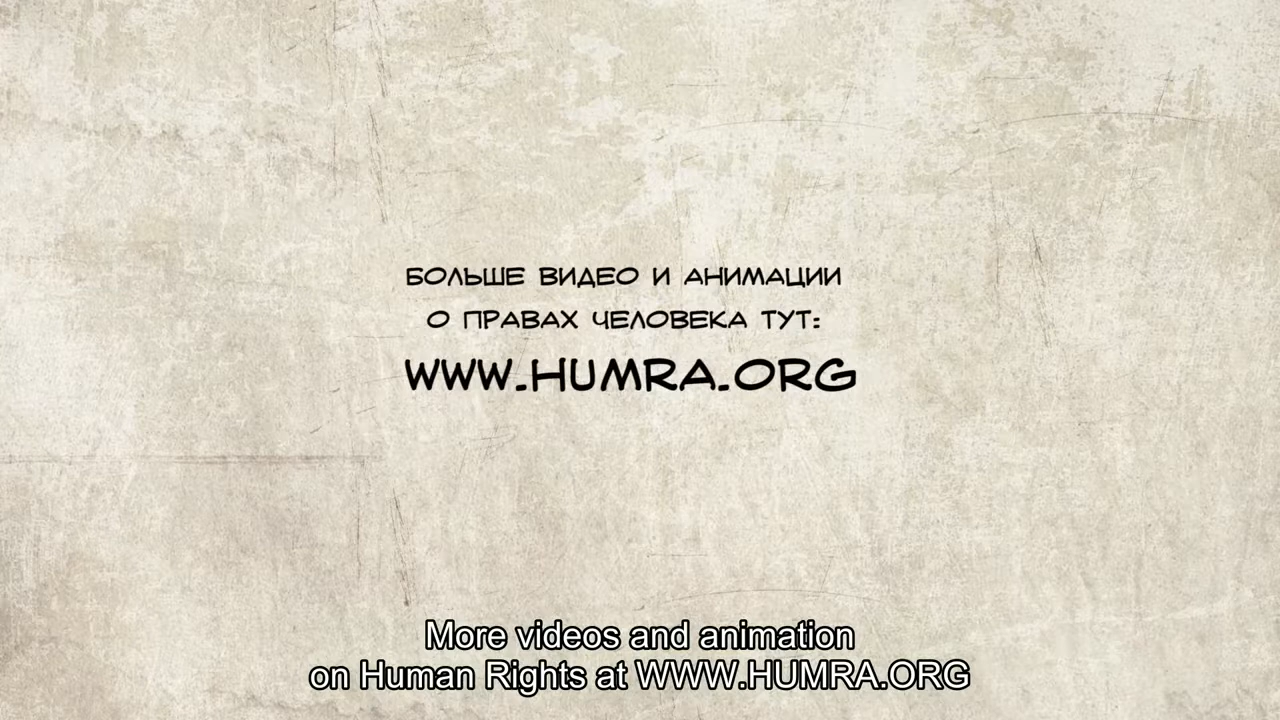 БОЛЬШЕ ВИДЕО И АНИМАЦИИ
О ПРАВАХ ЧЕЛОВЕКА ТУТ:
WWW.HUMRA.ORG
More videos and animation
on Human Rights at WWW.HUMRA.ORG